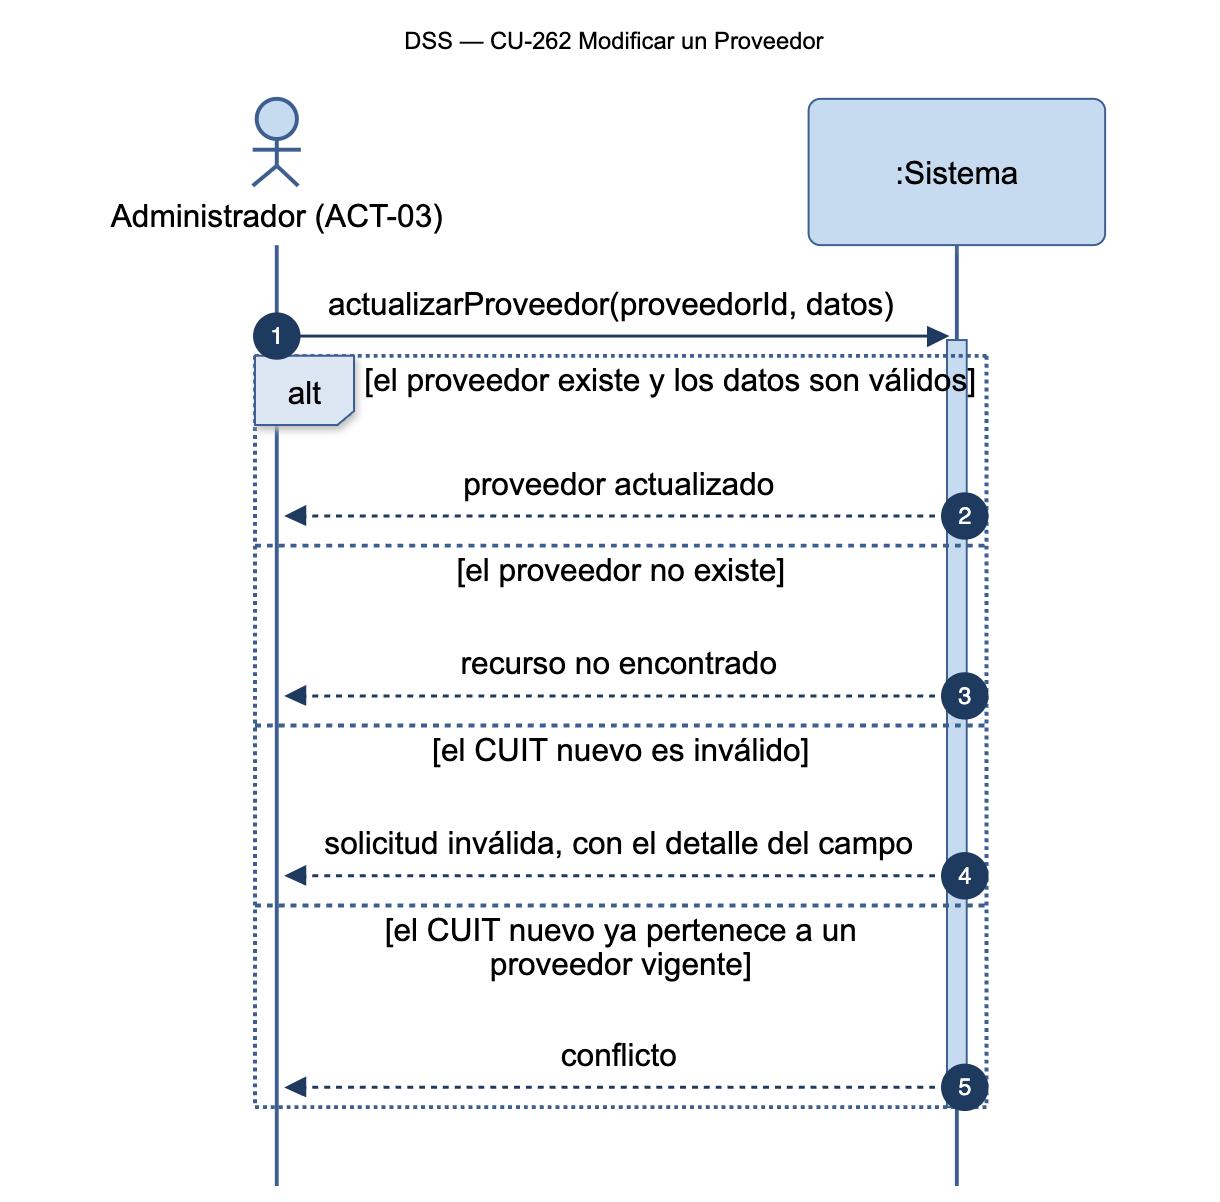 DSS — CU-262 Modificar un Proveedor
Administrador (ACT-03)
:Sistema
actualizarProveedor(proveedorId, datos)
1
alt
[el proveedor existe y los datos son válidos]
proveedor actualizado
2
[el proveedor no existe]
recurso no encontrado
3
[el CUIT nuevo es inválido]
solicitud inválida, con el detalle del campo
4
[el CUIT nuevo ya pertenece a un
proveedor vigente]
conflicto
5